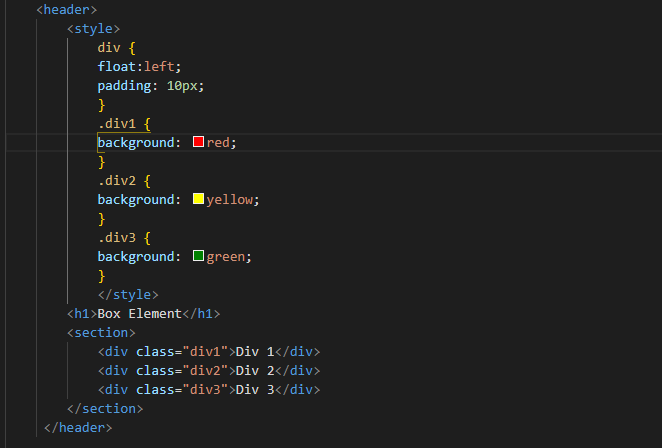 <header>
<style>
div {
float:left;
padding: 10px;
}
.div1 {
background: red;
}
.div2 {
background: yellow;
}
.div3 {
background: green;
}
</style>
<h1>Box Element</h1>
<section>
<div class="div1">Div 1</div>
<div class="div2">Div 2</div>
<div class="div3">Div 3</div>
</section>
</header>